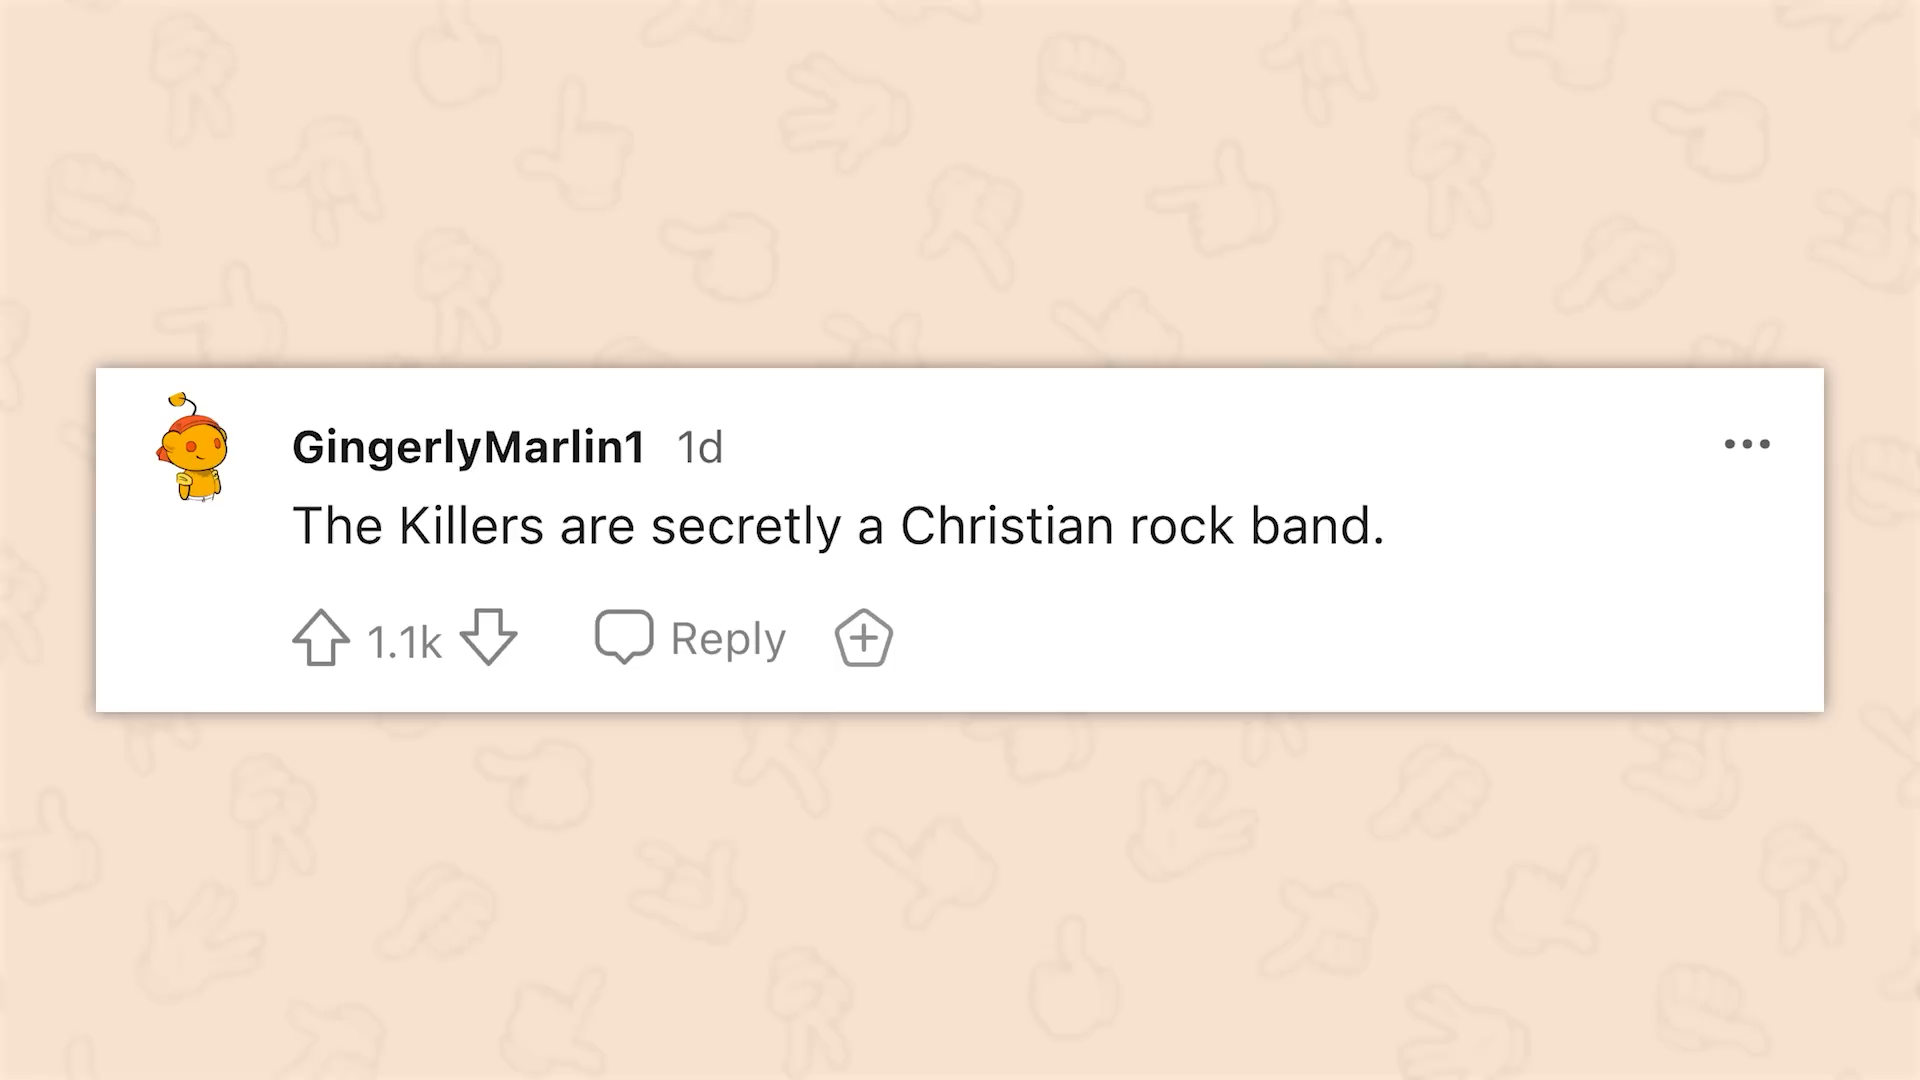 GingerlyMarlin1 1d
The Killers are secretly a Christian rock band.
1.1k Reply